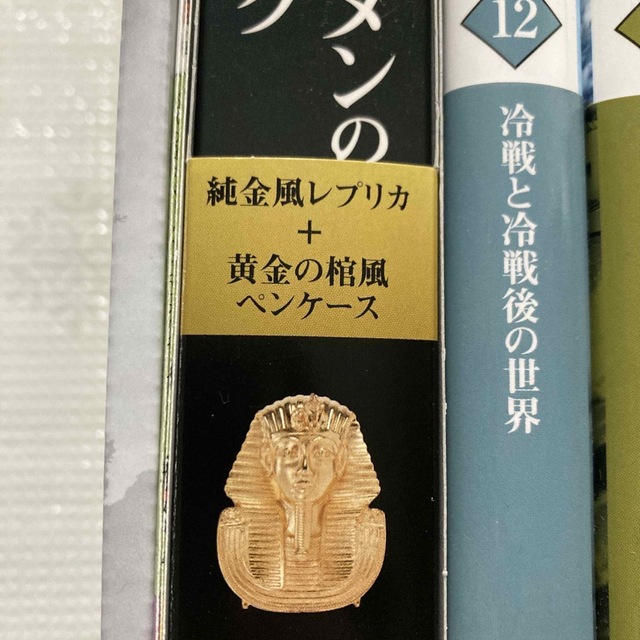 メンの
純金風レプリカ
+
黄金の棺風
ペンケース
12
冷戦と冷戦後の世界